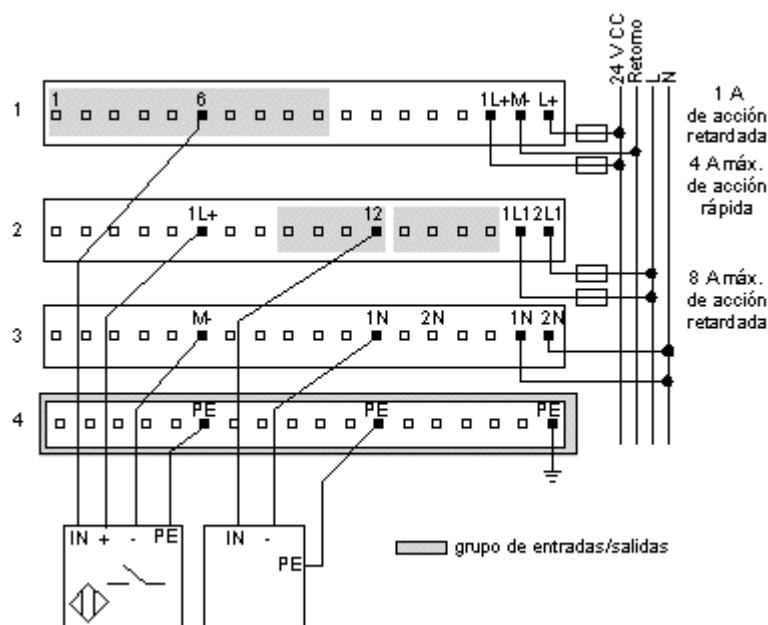 24 V CC
Retorno
L
N
1 A
de acción
retardada
4 A máx.
de acción
rápida
8 A máx.
de acción
retardada
1
1
6
1L+
M-
L+
2
1L+
12
1L1
2L1
3
M-
1N
2N
1N
2N
4
PE
PE
PE
IN + - PE
IN -
PE
grupo de entradas/salidas